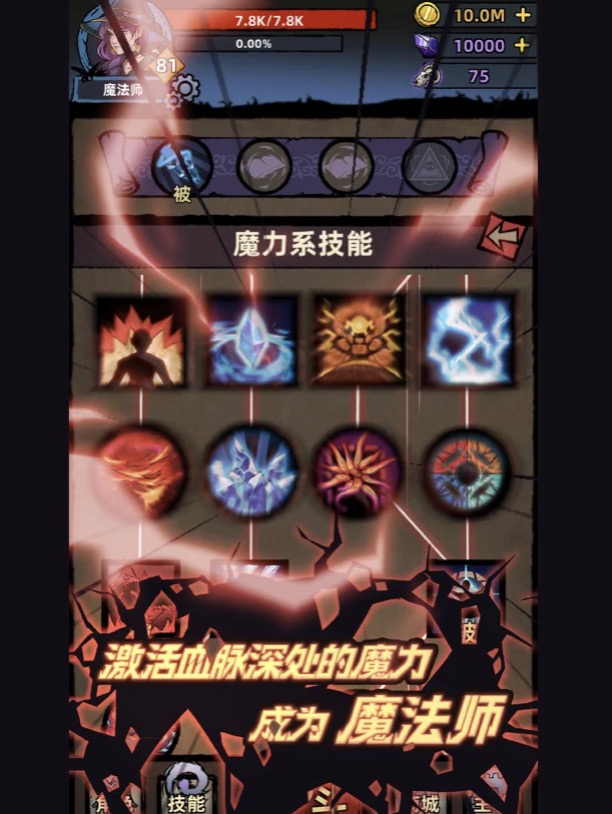 7.8K/7.8K
10.0M +
0.00%
10000 +
81
75
魔法师
被
魔力系技能
皮
激活血脉深处的魔力
成为 魔法师
技能